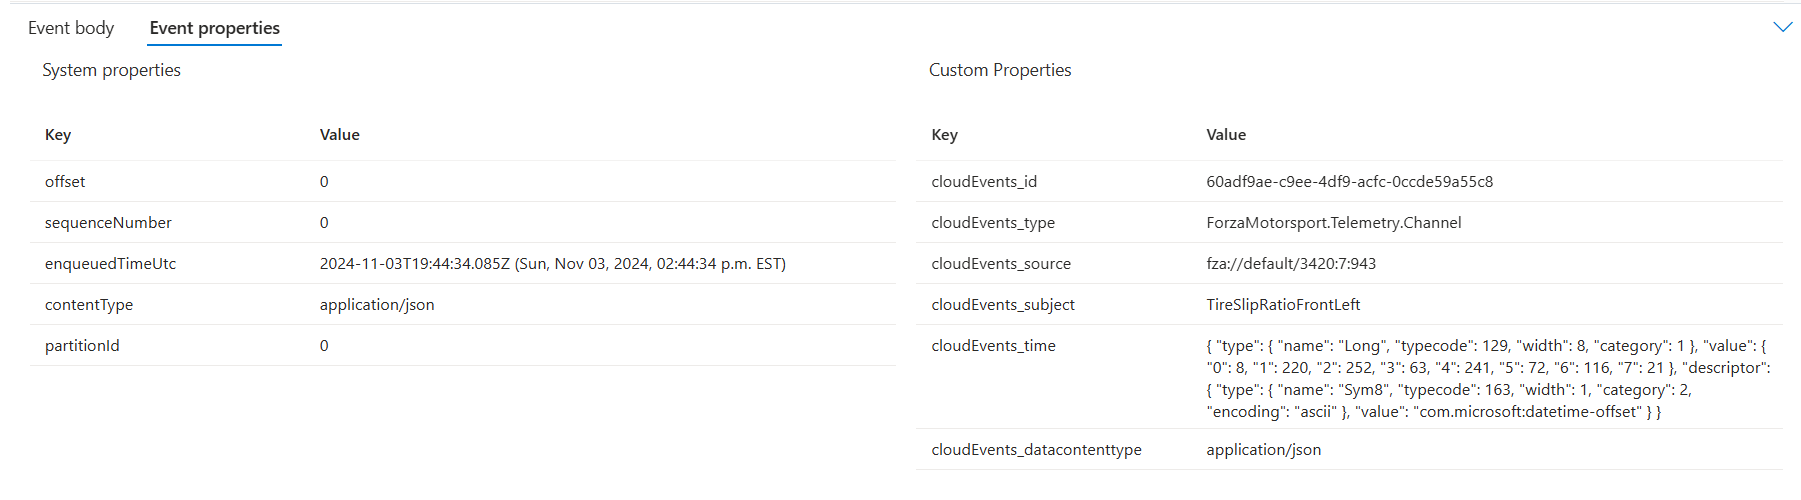 Event body Event properties
System properties
Key Value
offset 0
sequenceNumber 0
enqueuedTimeUtc 2024-11-03T19:44:34.085Z (Sun, Nov 03, 2024, 02:44:34 p.m. EST)
contentType application/json
partitionId 0
Custom Properties
Key Value
cloudEvents_id 60adf9ae-c9ee-4df9-acfc-0ccde59a55c8
cloudEvents_type ForzaMotorsport.Telemetry.Channel
cloudEvents_source fza://default/3420:7:943
cloudEvents_subject TireSlipRatioFrontLeft
cloudEvents_time { "type": { "name": "Long", "typecode": 129, "width": 8, "category": 1 }, "value": {
"0": 8, "1": 220, "2": 252, "3": 63, "4": 241, "5": 72, "6": 116, "7": 21 }, "descriptor":
{ "type": { "name": "Sym8", "typecode": 163, "width": 1, "category": 2,
"encoding": "ascii" }, "value": "com.microsoft:datetime-offset" } }
cloudEvents_datacontenttype application/json